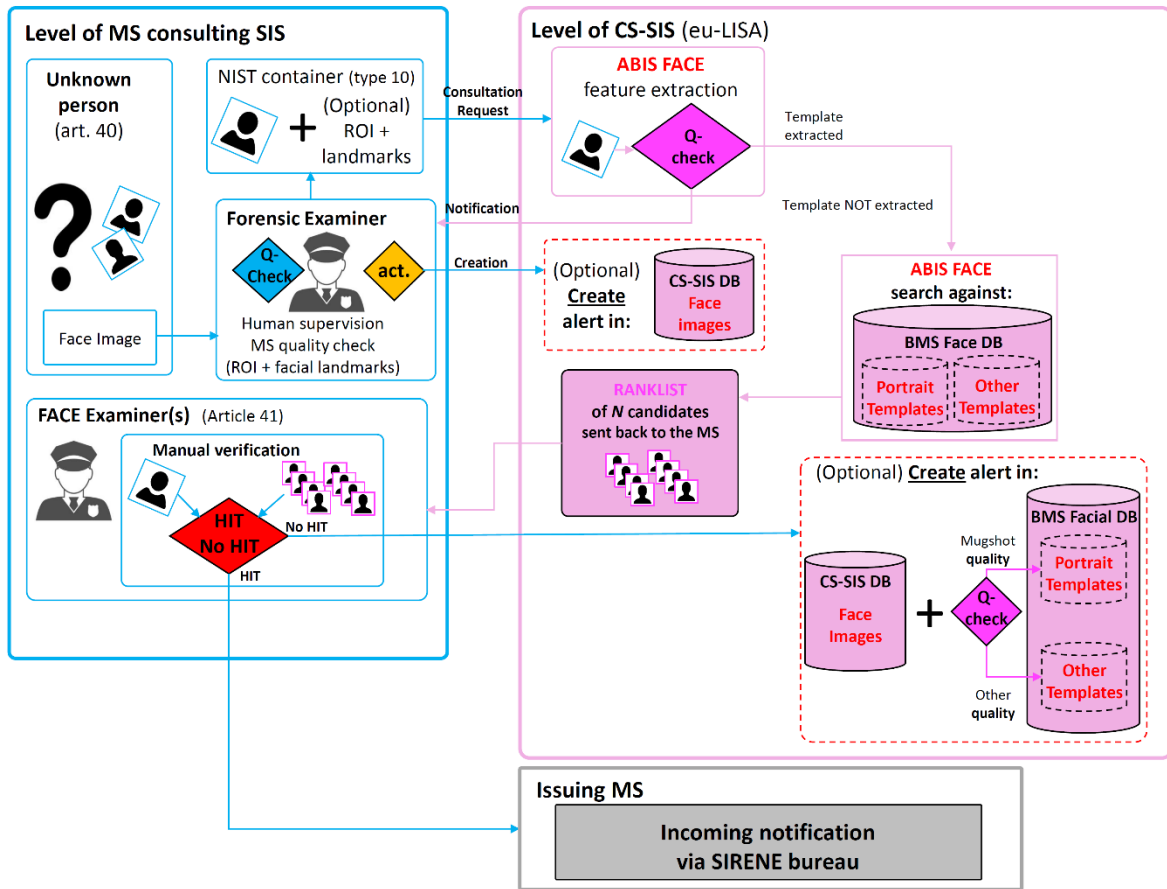 Level of MS consulting SIS
Unknown
person
(art. 40)
Face Image
NIST container (type 10)
(Optional)
ROI +
landmarks
Forensic Examiner
Q-
Check
act.
Human supervision
MS quality check
(ROI + facial landmarks)
Consultation
Request
Notification
Creation
Level of CS-SIS (eu-LISA)
ABIS FACE
feature extraction
Q-
check
Template
extracted
Template NOT extracted
(Optional)
Create
alert in:
CS-SIS DB
Face
images
ABIS FACE
search against:
BMS Face DB
Portrait
Templates
Other
Templates
RANKLIST
of N candidates
sent back to the MS
FACE Examiner(s) (Article 41)
Manual verification
HIT
No HIT
No HIT
HIT
(Optional) Create alert in:
CS-SIS DB
Face
Images
Q-
check
Mugshot
quality
Other
quality
BMS Facial DB
Portrait
Templates
Other
Templates
Issuing MS
Incoming notification
via SIRENE bureau